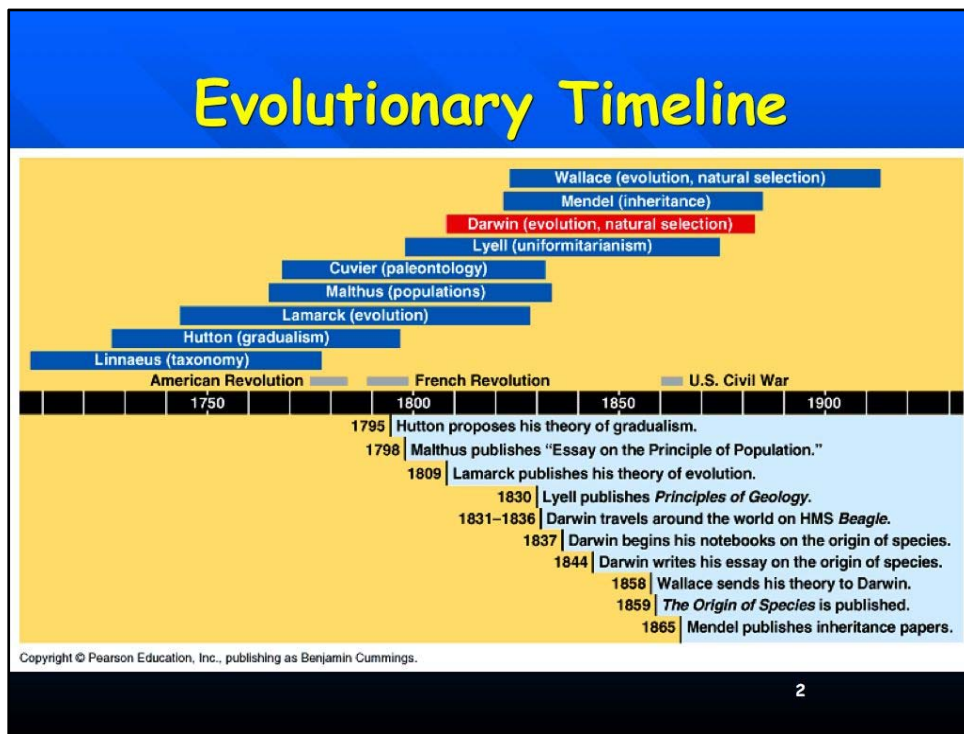 Evolutionary Timeline
Wallace (evolution, natural selection)
Mendel (inheritance)
Darwin (evolution, natural selection)
Lyell (uniformitarianism)
Cuvier (paleontology)
Malthus (populations)
Lamarck (evolution)
Hutton (gradualism)
Linnaeus (taxonomy)
American Revolution French Revolution U.S. Civil War
1750 1800 1850 1900
1795 Hutton proposes his theory of gradualism.
1798 Malthus publishes “Essay on the Principle of Population.”
1809 Lamarck publishes his theory of evolution.
1830 Lyell publishes Principles of Geology.
1831–1836 Darwin travels around the world on HMS Beagle.
1837 Darwin begins his notebooks on the origin of species.
1844 Darwin writes his essay on the origin of species.
1858 Wallace sends his theory to Darwin.
1859 The Origin of Species is published.
1865 Mendel publishes inheritance papers.
Copyright © Pearson Education, Inc., publishing as Benjamin Cummings.
2